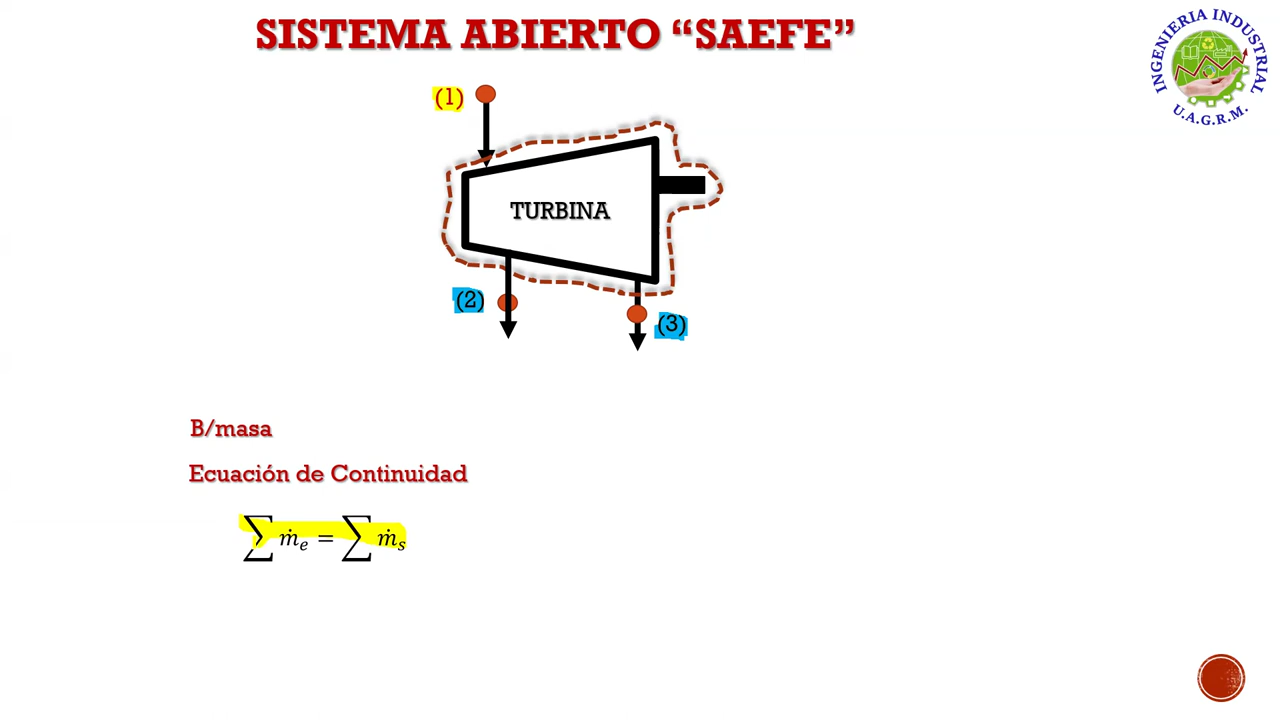 SISTEMA ABIERTO “SAEFE”
INGENIERIA INDUSTRIAL
U.A.G.R.M.
(1)
TURBINA
(2)
(3)
B/masa
Ecuación de Continuidad
∑ ṁₑ = ∑ ṁₛ